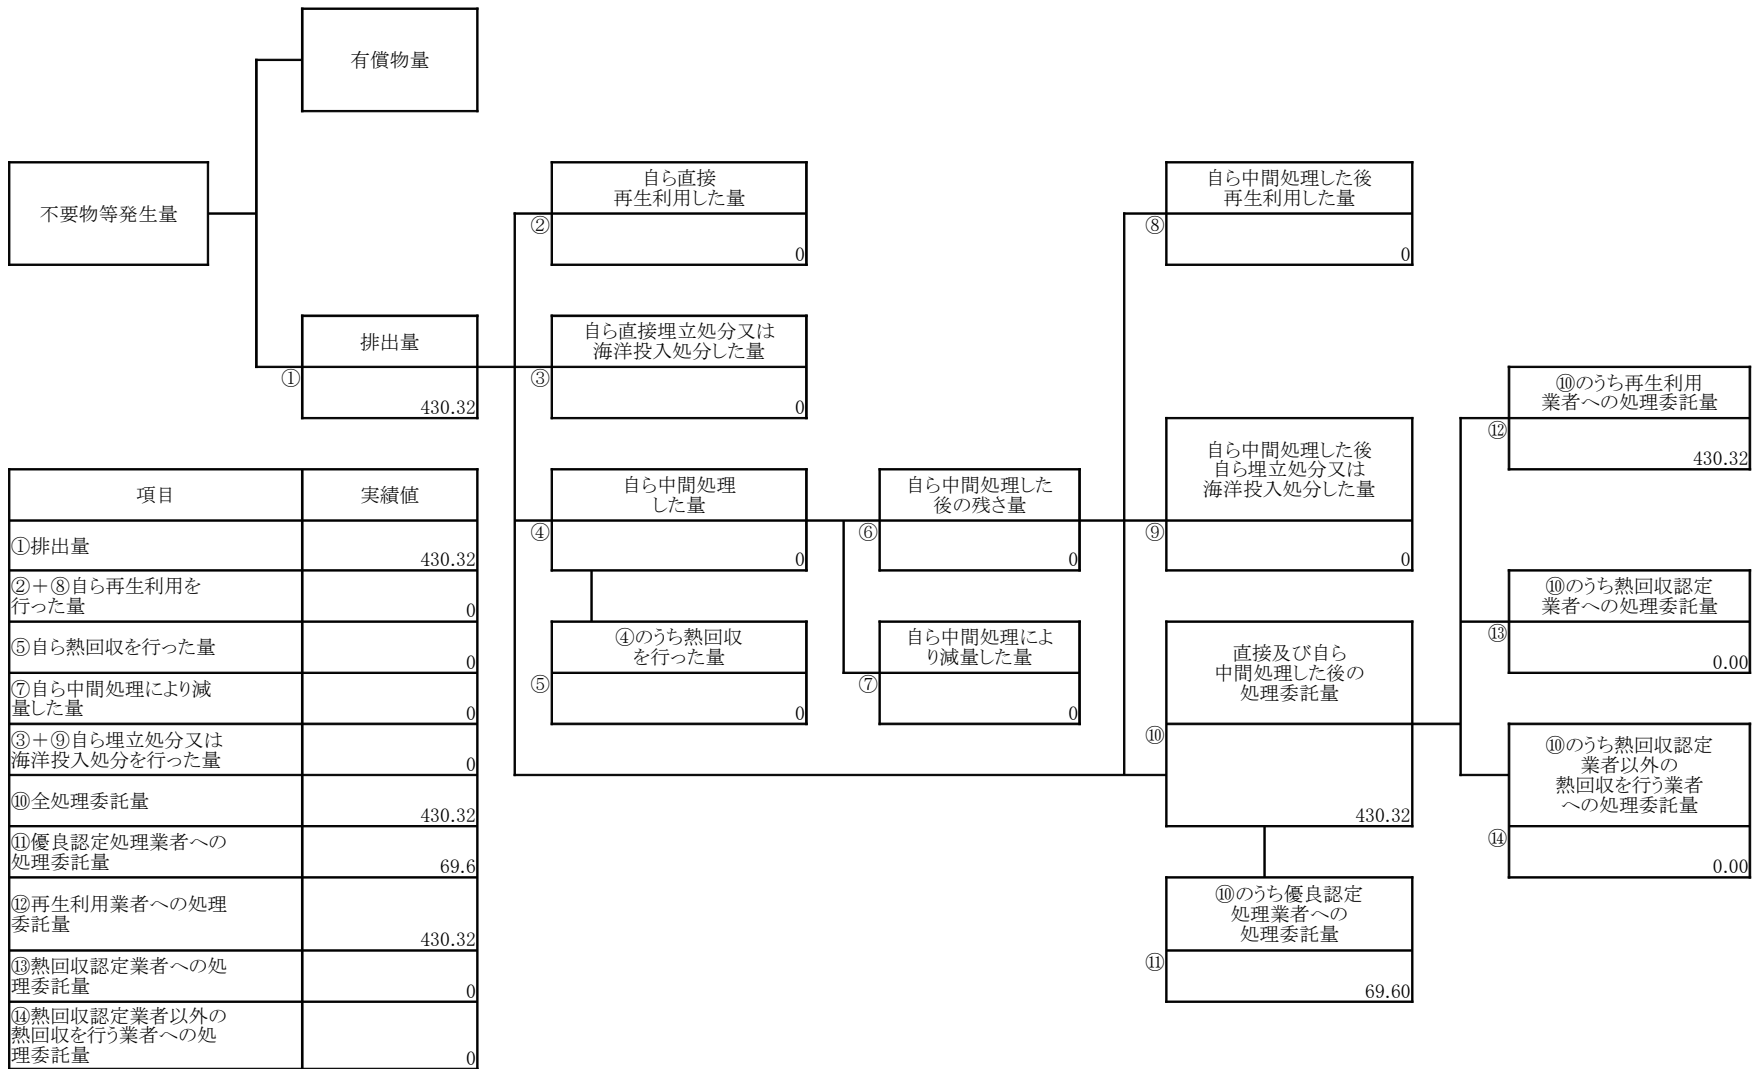 有償物量
不要物等発生量
自ら直接
再生利用した量
②
0
自ら中間処理した後
再生利用した量
⑧
0
排出量
①
430.32
自ら直接埋立処分又は
海洋投入処分した量
③
0
⑩のうち再生利用
業者への処理委託量
⑫
430.32
自ら中間処理
した量
④
0
自ら中間処理した
後の残さ量
⑥
0
自ら中間処理した後
自ら埋立処分又は
海洋投入処分した量
⑨
0
⑩のうち熱回収認定
業者への処理委託量
⑬
0.00
④のうち熱回収
を行った量
⑤
0
自ら中間処理によ
り減量した量
⑦
0
直接及び自ら
中間処理した後の
処理委託量
⑩
430.32
⑩のうち熱回収認定
業者以外の
熱回収を行う業者
への処理委託量
⑭
0.00
⑩のうち優良認定
処理業者への
処理委託量
⑪
69.60
項目 実績値
①排出量
430.32
②+⑧自ら再生利用を
行った量
0
⑤自ら熱回収を行った量
0
⑦自ら中間処理により減
量した量
0
③+⑨自ら埋立処分又は
海洋投入処分を行った量
0
⑩全処理委託量
430.32
⑪優良認定処理業者への
処理委託量
69.6
⑫再生利用業者への処理
委託量
430.32
⑬熱回収認定業者への処
理委託量
0
⑭熱回収認定業者以外の
熱回収を行う業者への処
理委託量
0